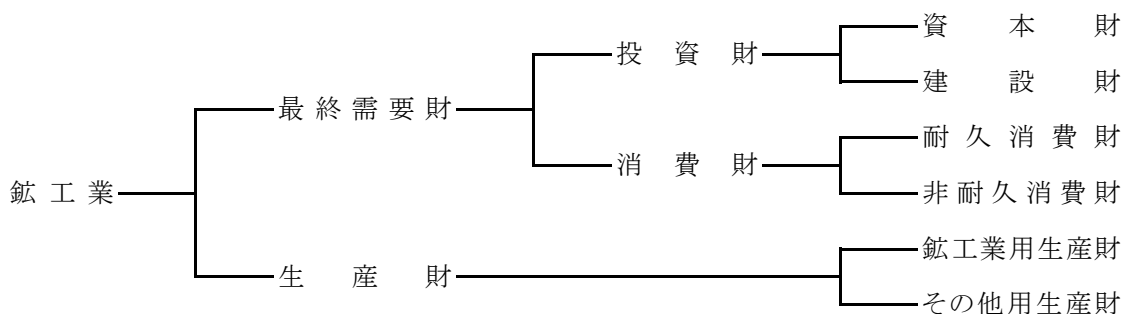 鉱工業
最終需要財
生産財
投資財
消費財
資本財
建設財
耐久消費財
非耐久消費財
鉱工業用生産財
その他用生産財